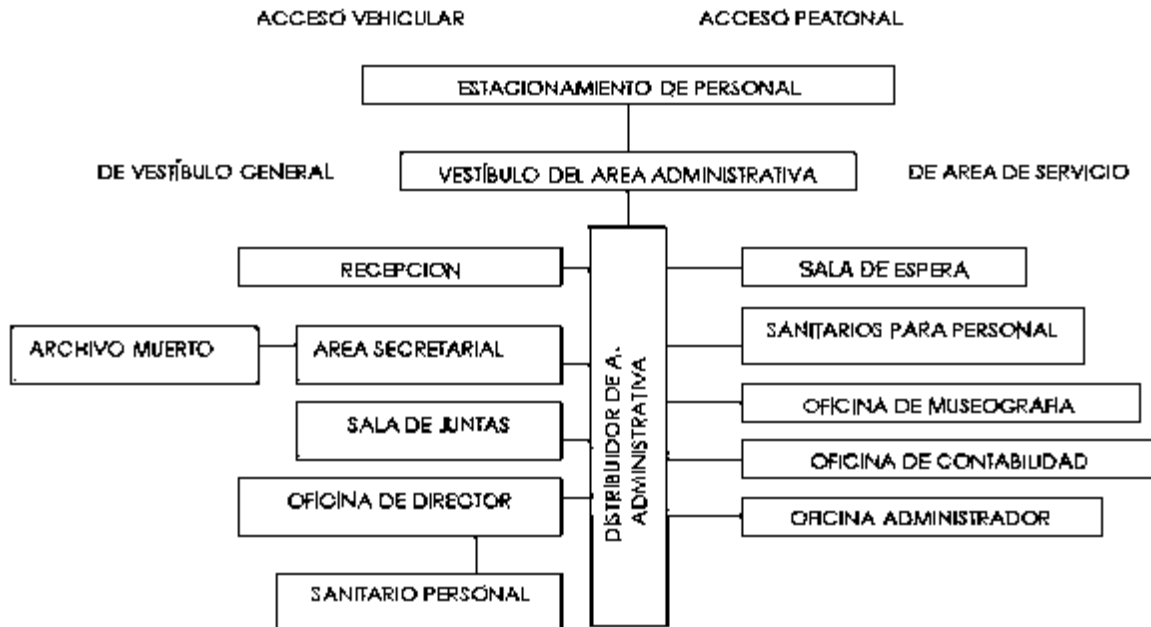 ACCESO VEHICULAR
ACCESO PEATONAL
ESTACIONAMIENTO DE PERSONAL
DE VESTÍBULO GENERAL
VESTÍBULO DEL AREA ADMINISTRATIVA
DE AREA DE SERVICIO
RECEPCION
SALA DE ESPERA
ARCHIVO MUERTO
AREA SECRETARIAL
SANITARIOS PARA PERSONAL
SALA DE JUNTAS
OFICINA DE MUSEOGRAFIA
OFICINA DE CONTABILIDAD
OFICINA DE DIRECTOR
OFICINA ADMINISTRADOR
SANITARIO PERSONAL
DISTRIBUIDOR DE A.
ADMINISTRATIVA